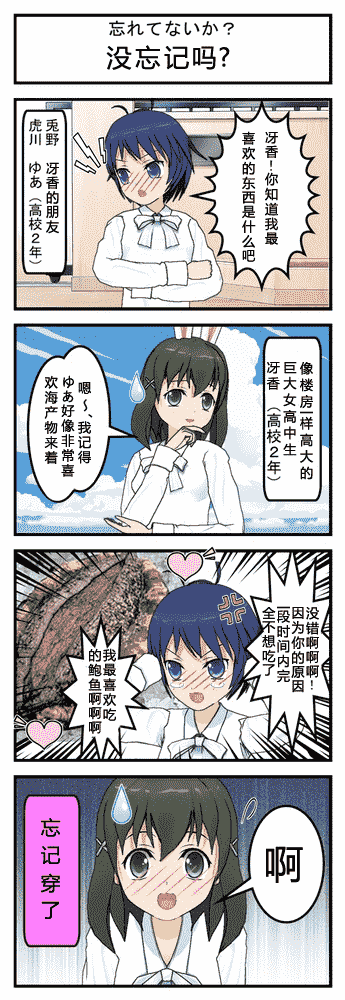 忘れてないか？
没忘记吗?
冴香！你知道我最
喜欢的东西是什么吧
兎野　冴香的朋友
虎川　ゆあ（高校２年）
像楼房一样高大的
巨大女高中生
冴香　（高校２年）
嗯～、我记得
ゆあ好像非常喜
欢海产物来着
没错啊啊啊！
因为你的原因
一段时间内完
全不想吃了
我最喜欢吃
的鲍鱼啊啊啊
啊
忘记穿了